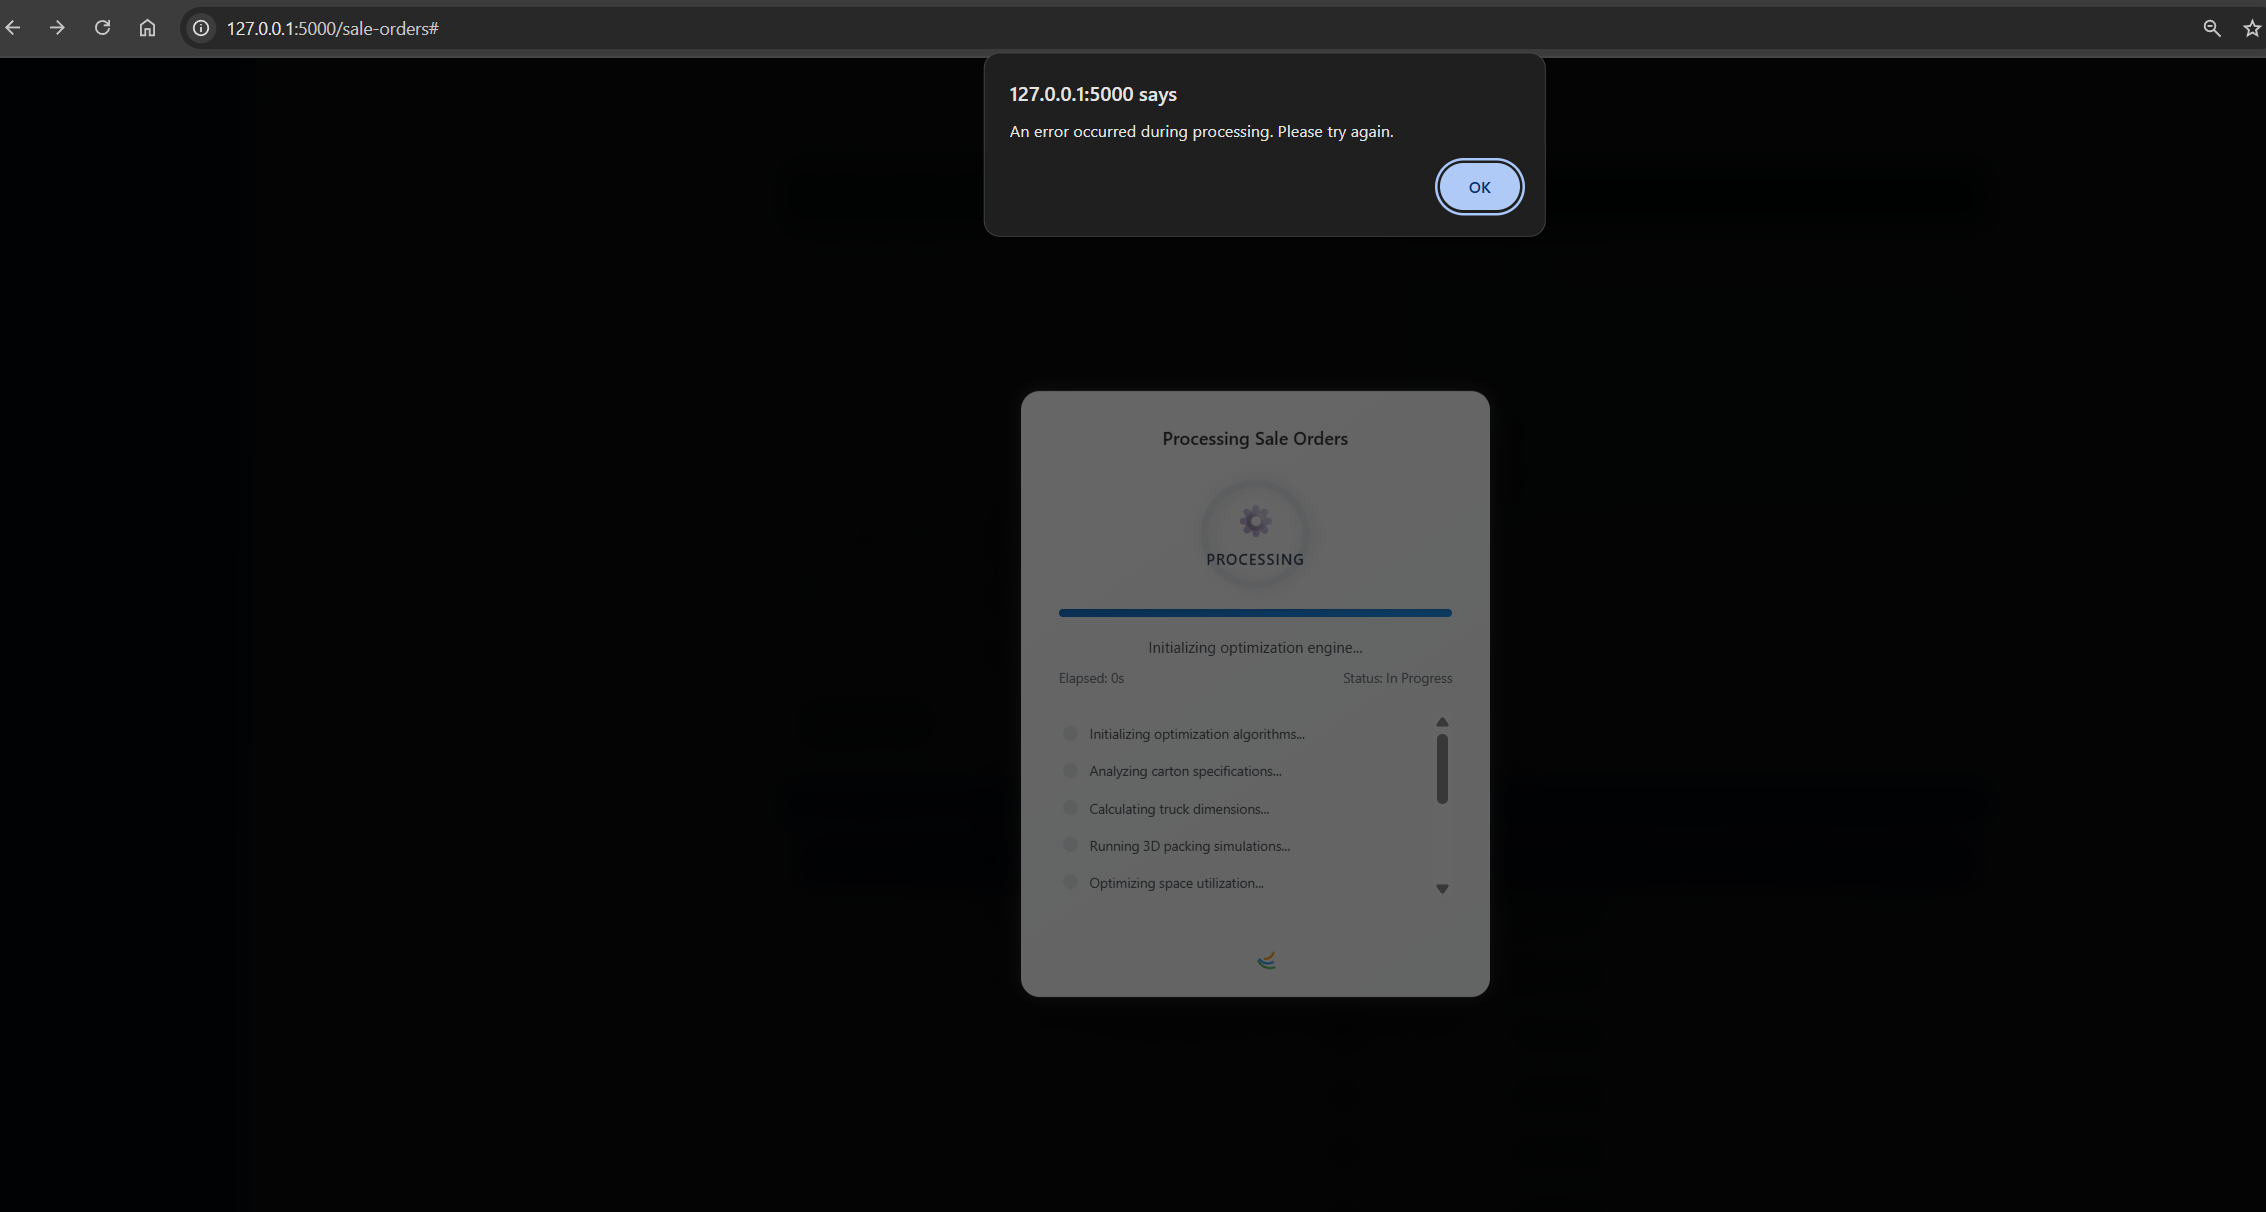 127.0.0.1:5000/sale-orders#
127.0.0.1:5000 says
An error occurred during processing. Please try again.
OK
Processing Sale Orders
PROCESSING
Initializing optimization engine...
Elapsed: 0s
Status: In Progress
Initializing optimization algorithms...
Analyzing carton specifications...
Calculating truck dimensions...
Running 3D packing simulations...
Optimizing space utilization...